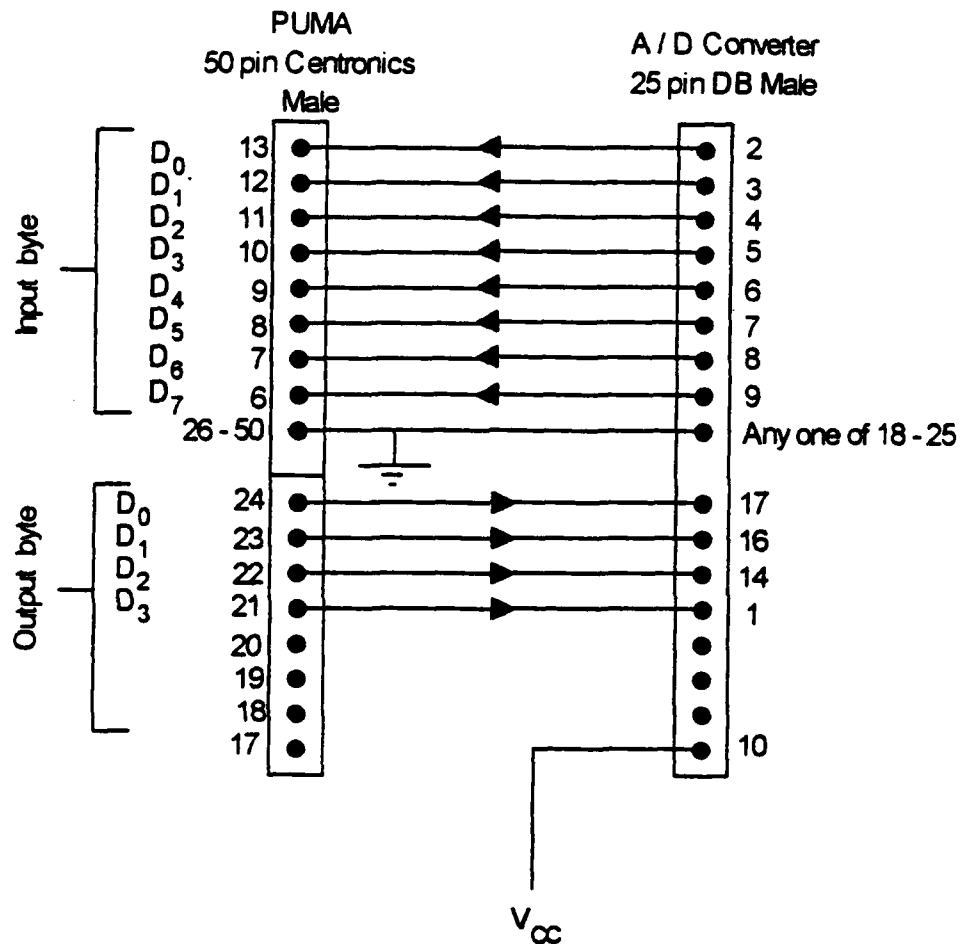 PUMA
50 pin Centronics
Male
A / D Converter
25 pin DB Male
Input byte
D0 13 2
D1 12 3
D2 11 4
D3 10 5
D4 9 6
D5 8 7
D6 7 8
D7 6 9
26 - 50 Any one of 18 - 25
Output byte
D0 24 17
D1 23 16
D2 22 14
D3 21 1
20
19
18
17 10
VCC